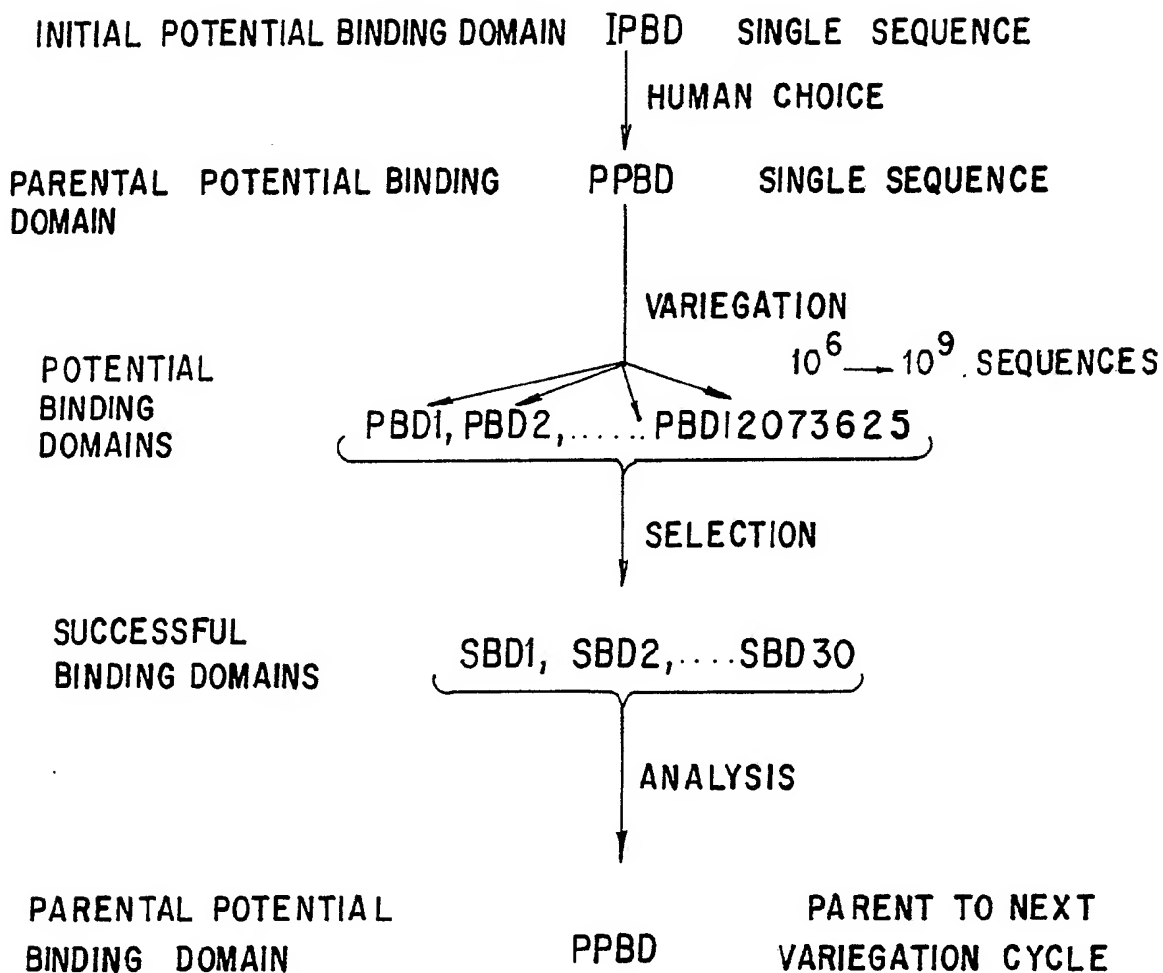 INITIAL POTENTIAL BINDING DOMAIN IPBD SINGLE SEQUENCE
HUMAN CHOICE
PARENTAL POTENTIAL BINDING DOMAIN PPBD SINGLE SEQUENCE
VARIEGATION
10^6 → 10^9 SEQUENCES
POTENTIAL
BINDING
DOMAINS
PBD1, PBD2,...... PBD12073625
SELECTION
SUCCESSFUL
BINDING DOMAINS
SBD1, SBD2,....SBD30
ANALYSIS
PARENTAL POTENTIAL
BINDING DOMAIN
PPBD
PARENT TO NEXT
VARIEGATION CYCLE